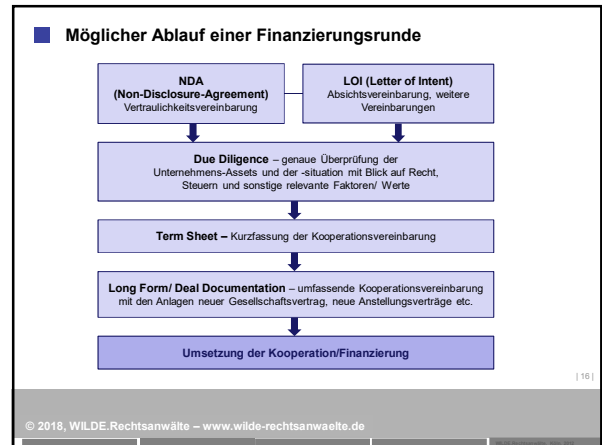 Möglicher Ablauf einer Finanzierungsrunde
NDA
(Non-Disclosure-Agreement)
Vertraulichkeitsvereinbarung
LOI (Letter of Intent)
Absichtsvereinbarung, weitere
Vereinbarungen
Due Diligence – genaue Überprüfung der
Unternehmens-Assets und der -situation mit Blick auf Recht,
Steuern und sonstige relevante Faktoren/ Werte
Term Sheet – Kurzfassung der Kooperationsvereinbarung
Long Form/ Deal Documentation – umfassende Kooperationsvereinbarung
mit den Anlagen neuer Gesellschaftsvertrag, neue Anstellungsverträge etc.
Umsetzung der Kooperation/Finanzierung
| 16 |
© 2018, WILDE.Rechtsanwälte – www.wilde-rechtsanwaelte.de